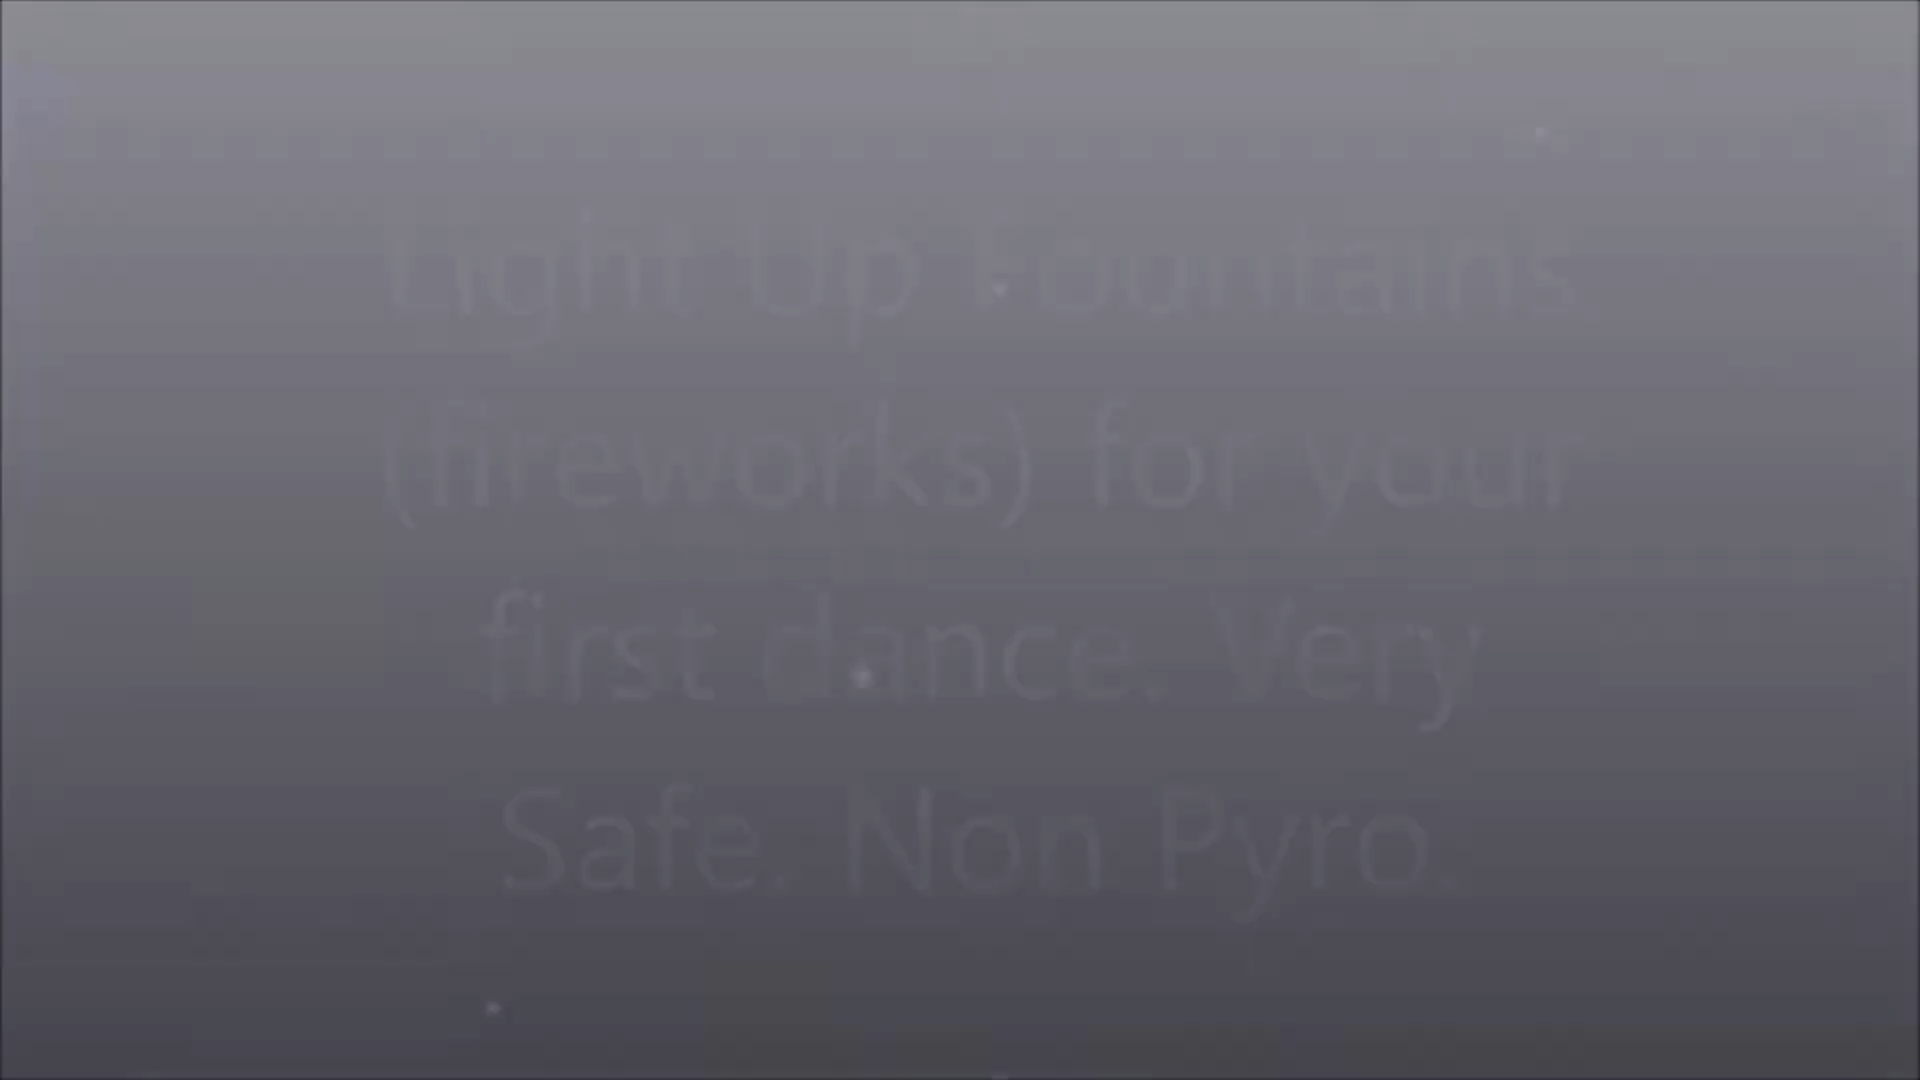 Light Up Fountains
(fireworks) for your
first dance. Very
Safe. Non Pyro.